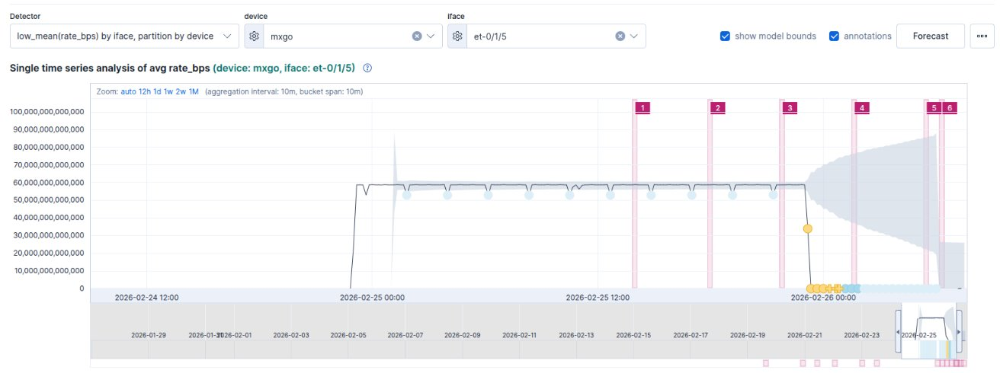 Detector device iface
low_mean(rate_bps) by iface, partition by device mxgo et-0/1/5 show model bounds annotations Forecast
Single time series analysis of avg rate_bps (device: mxgo, iface: et-0/1/5)
Zoom: auto 12h 1d 1w 2w 1M (aggregation interval: 10m, bucket span: 10m)
1 2 3 4 5 6
100,000,000,000,000
90,000,000,000,000
80,000,000,000,000
70,000,000,000,000
60,000,000,000,000
50,000,000,000,000
40,000,000,000,000
30,000,000,000,000
20,000,000,000,000
10,000,000,000,000
0
2026-02-24 12:00 2026-02-25 00:00 2026-02-25 12:00 2026-02-26 00:00
2026-01-29 2026-01-31 2026-02-01 2026-02-03 2026-02-05 2026-02-07 2026-02-09 2026-02-11 2026-02-13 2026-02-15 2026-02-17 2026-02-19 2026-02-21 2026-02-23 2026-02-25